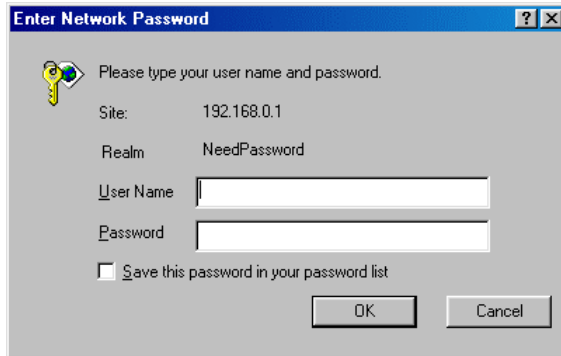 Enter Network Password
Please type your user name and password.
Site: 192.168.0.1
Realm NeedPassword
User Name
Password
Save this password in your password list
OK Cancel